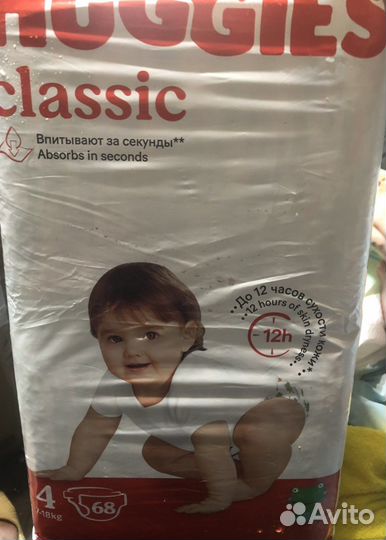 HUGGIES
classic
Впитывают за секунды**
Absorbs in seconds
До 12 часов сухости кожи*
12 hours of skin dryness*
12h
4
68
-18kg
Avito